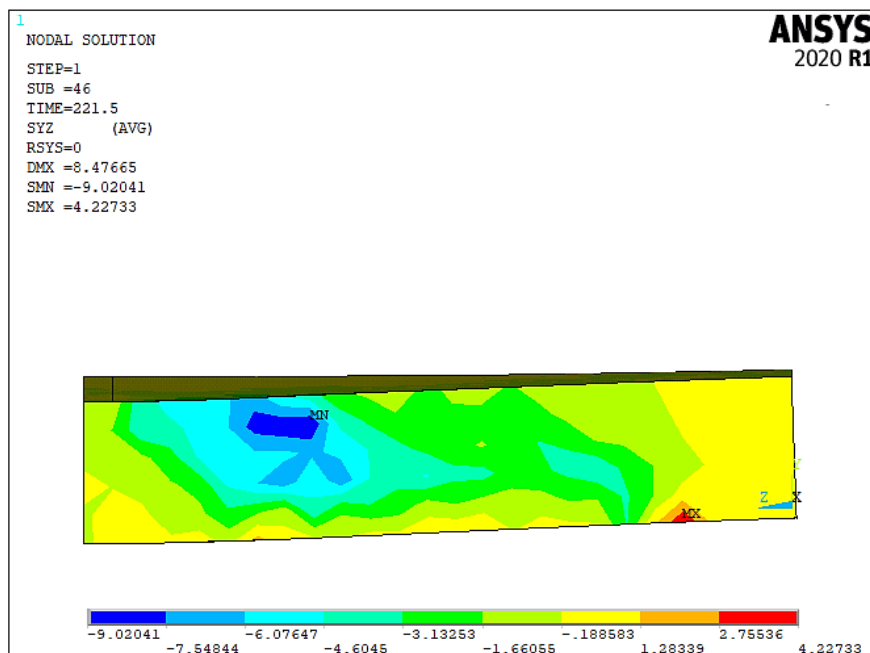 1
NODAL SOLUTION
ANSYS
2020 R1
STEP=1
SUB =46
TIME=221.5
SYZ (AVG)
RSYS=0
DMX =8.47665
SMN =-9.02041
SMX =4.22733
MN
Y
Z X
MX
-9.02041 -6.07647 -3.13253 -.188583 2.75536
-7.54844 -4.6045 -1.66055 1.28339 4.22733